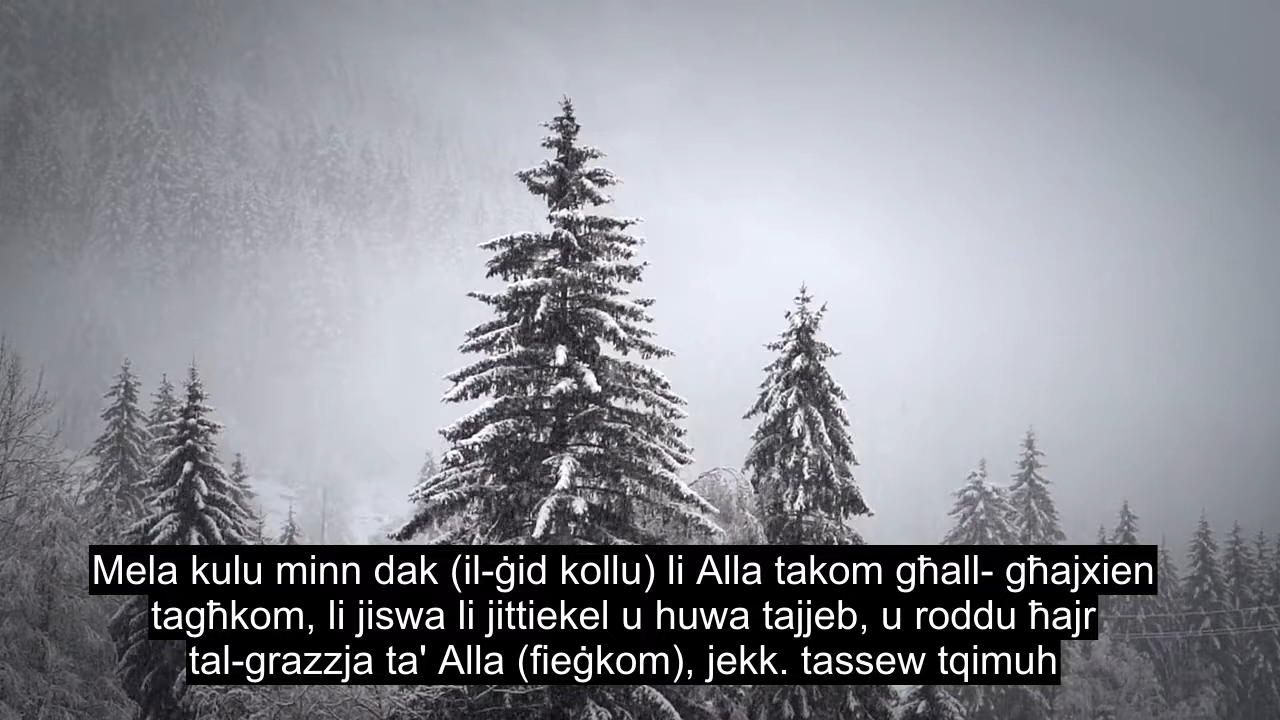 Mela kulu minn dak (il-ġid kollu) li Alla takom għall- għajxien
tagħkom, li jiswa li jittiekel u huwa tajjeb, u roddu ħajr
tal-grazzja ta' Alla (fieġkom), jekk. tassew tqimuh